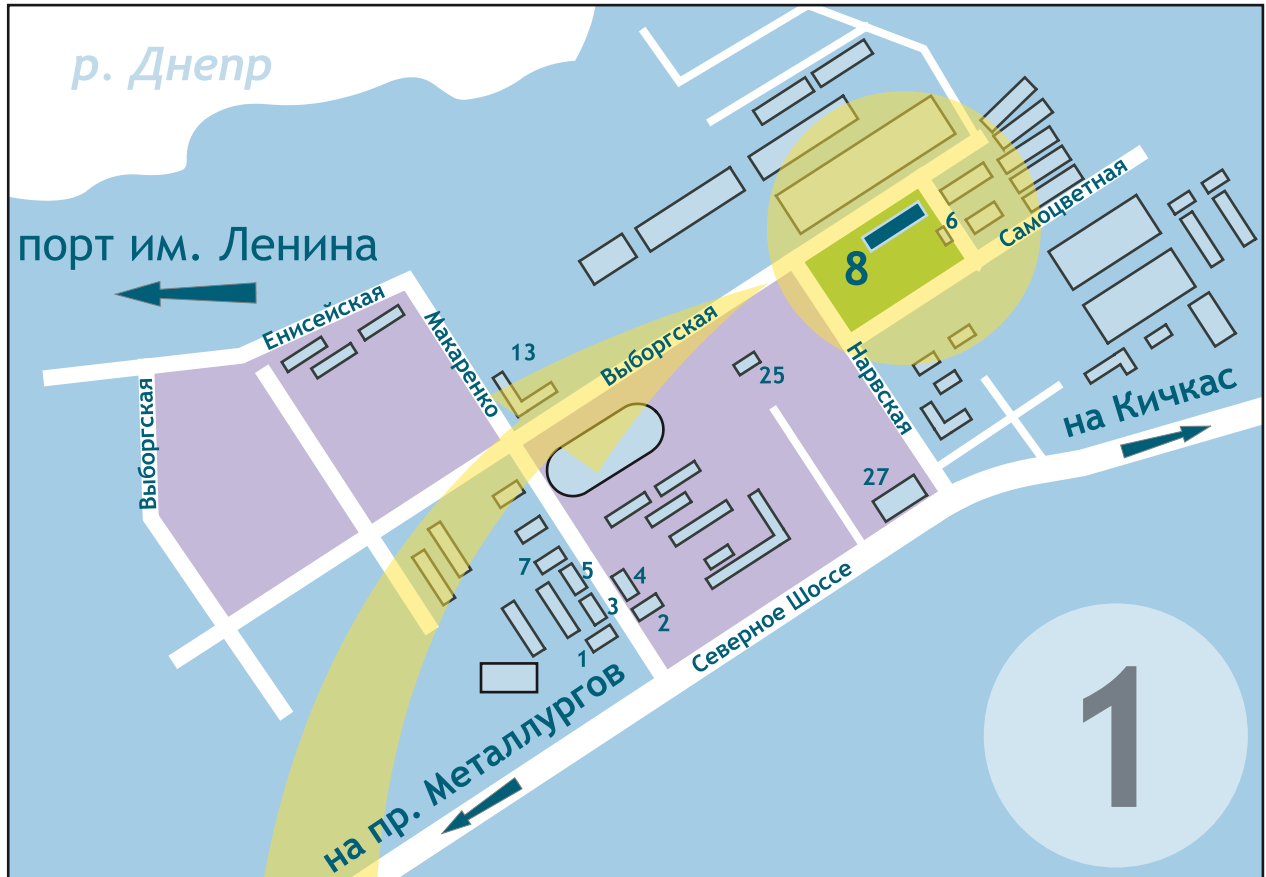 р. Днепр
порт им. Ленина
Енисейская
Макаренко
Выборгская
13
Выборгская
25
8
6
Самоцветная
Нарвская
на Кичкас
27
7
5
4
3
2
1
Северное Шоссе
на пр. Металлургов
1